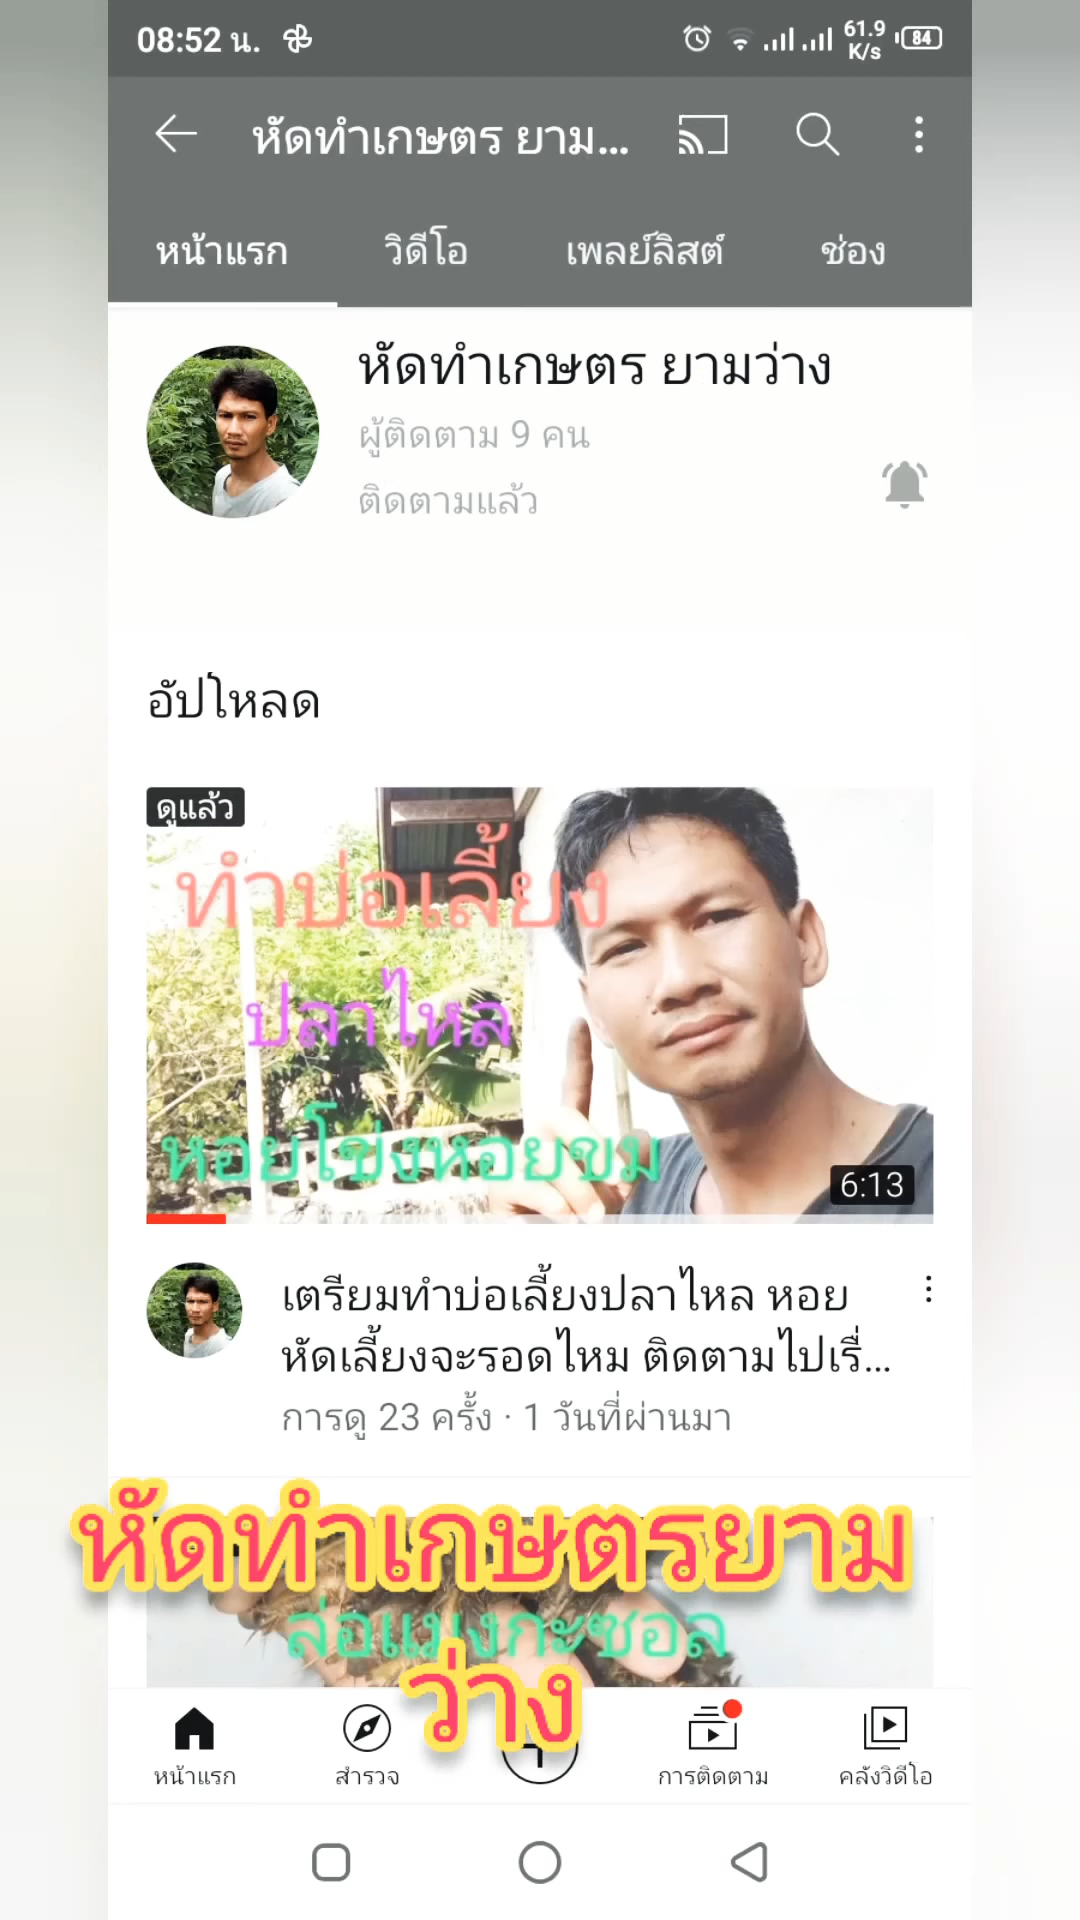 08:52 น.
61.9
K/s
84
หัดทำเกษตร ยาม...
หน้าแรก
วิดีโอ
เพลย์ลิสต์
ช่อง
หัดทำเกษตร ยามว่าง
ผู้ติดตาม 9 คน
ติดตามแล้ว
อัปโหลด
ดูแล้ว
ทำบ่อเลี้ยง
ปลาไหล
หอยโข่งหอยขม
6:13
เตรียมทำบ่อเลี้ยงปลาไหล หอย
หัดเลี้ยงจะรอดไหม ติดตามไปเรื่...
การดู 23 ครั้ง · 1 วันที่ผ่านมา
หัดทำเกษตรยาม
ล่อแมงกะซอล
ว่าง
หน้าแรก
สำรวจ
การติดตาม
คลังวิดีโอ